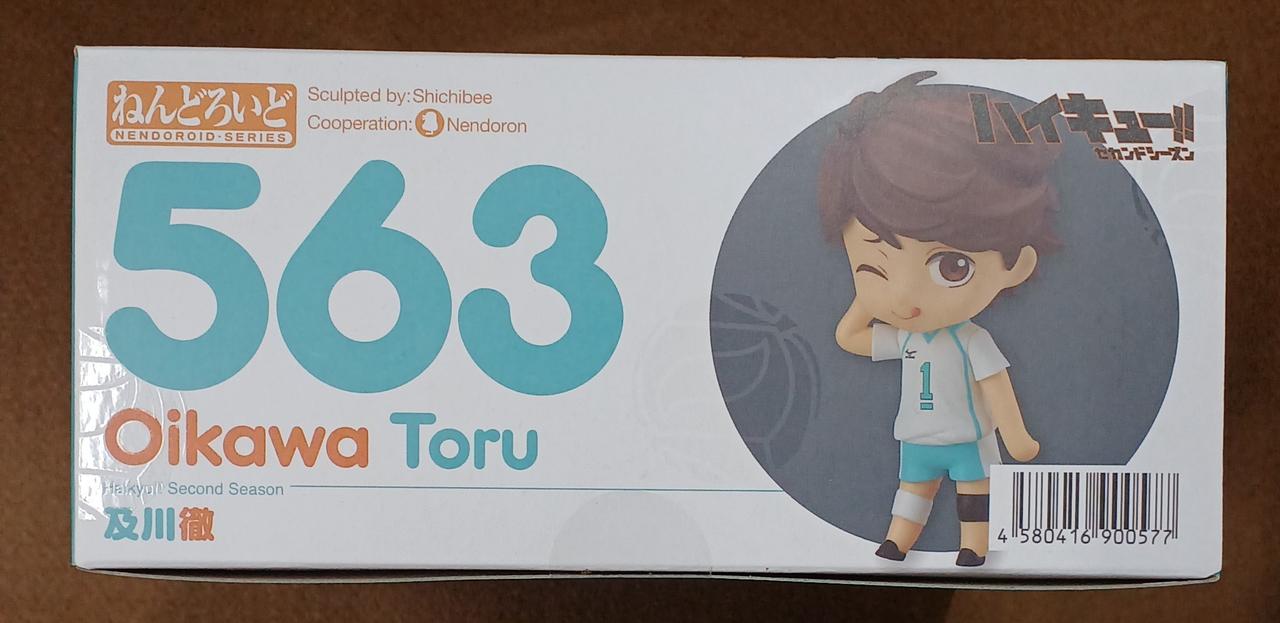 ねんどろいど
NENDOROID-SERIES
Sculpted by: Shichibee
Cooperation: Nendoron
563
Oikawa Toru
Haikyu!! Second Season
及川徹
ハイキュー!!
セカンドシーズン
1
4 580416 900577